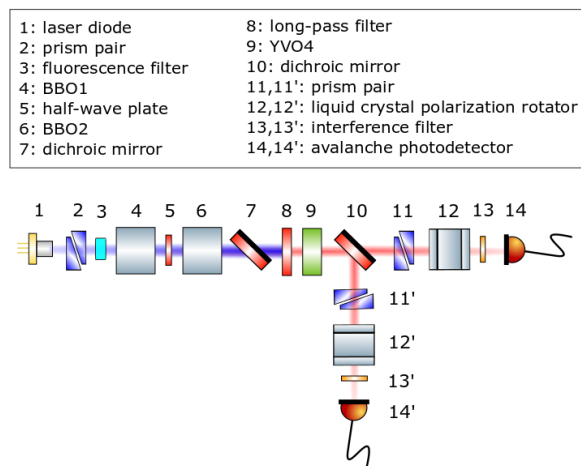 1: laser diode
2: prism pair
3: fluorescence filter
4: BBO1
5: half-wave plate
6: BBO2
7: dichroic mirror
8: long-pass filter
9: YVO4
10: dichroic mirror
11,11': prism pair
12,12': liquid crystal polarization rotator
13,13': interference filter
14,14': avalanche photodetector
1 2 3 4 5 6 7 8 9 10 11 12 13 14
11'
12'
13'
14'